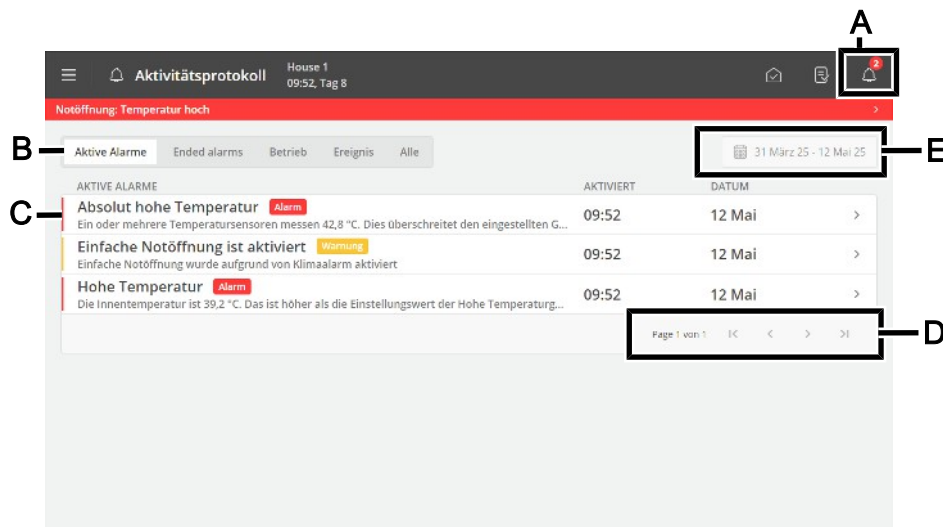 A
2
Aktivitätsprotokoll
House 1
09:52, Tag 8
Notöffnung: Temperatur hoch
B
Aktive Alarme Ended alarms Betrieb Ereignis Alle
31 März 25 - 12 Mai 25
E
AKTIVE ALARME AKTIVIERT DATUM
C
Absolut hohe Temperatur Alarm
Ein oder mehrere Temperatursensoren messen 42,8 °C. Dies überschreitet den eingestellten G...
09:52 12 Mai
Einfache Notöffnung ist aktiviert Warnung
Einfache Notöffnung wurde aufgrund von Klimaalarm aktiviert
09:52 12 Mai
Hohe Temperatur Alarm
Die Innentemperatur ist 39,2 °C. Das ist höher als die Einstellungswert der Hohe Temperaturg...
09:52 12 Mai
Page 1 von 1
D